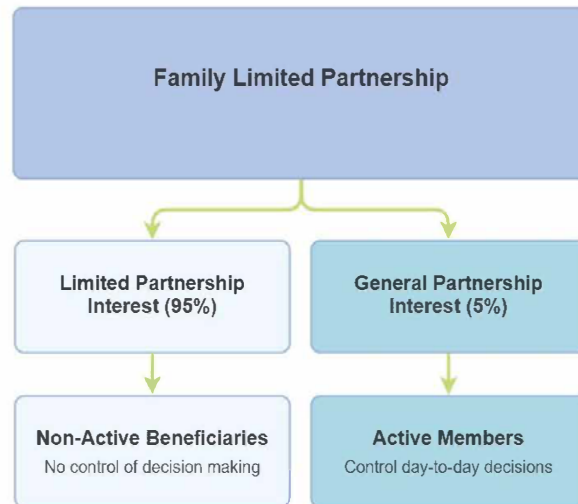 Family Limited Partnership
Limited Partnership
Interest (95%)
General Partnership
Interest (5%)
Non-Active Beneficiaries
No control of decision making
Active Members
Control day-to-day decisions